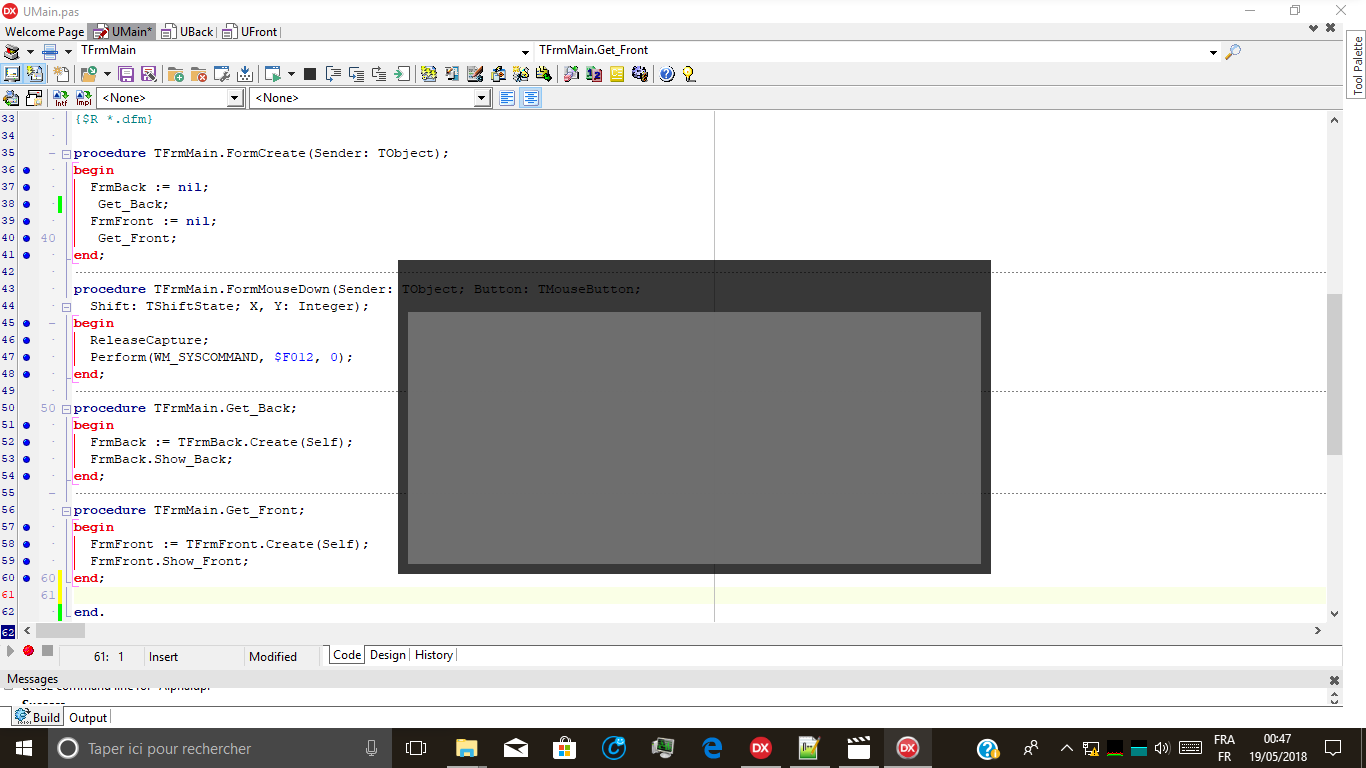 UMain.pas
Welcome Page UMain* UBack UFront
TFrmMain TFrmMain.Get_Front
Tool Palette
Intf Impl <None> <None>
33 {$R *.dfm}
34
35 procedure TFrmMain.FormCreate(Sender: TObject);
36 begin
37 FrmBack := nil;
38 Get_Back;
39 FrmFront := nil;
40 40 Get_Front;
41 end;
42
43 procedure TFrmMain.FormMouseDown(Sender: TObject; Button: TMouseButton;
44 Shift: TShiftState; X, Y: Integer);
45 begin
46 ReleaseCapture;
47 Perform(WM_SYSCOMMAND, $F012, 0);
48 end;
49
50 50 procedure TFrmMain.Get_Back;
51 begin
52 FrmBack := TFrmBack.Create(Self);
53 FrmBack.Show_Back;
54 end;
55
56 procedure TFrmMain.Get_Front;
57 begin
58 FrmFront := TFrmFront.Create(Self);
59 FrmFront.Show_Front;
60 60 end;
61 61
62 end.
62
61: 1 Insert Modified Code Design History
Messages
Build Output
Taper ici pour rechercher
FRA 00:47
FR 19/05/2018